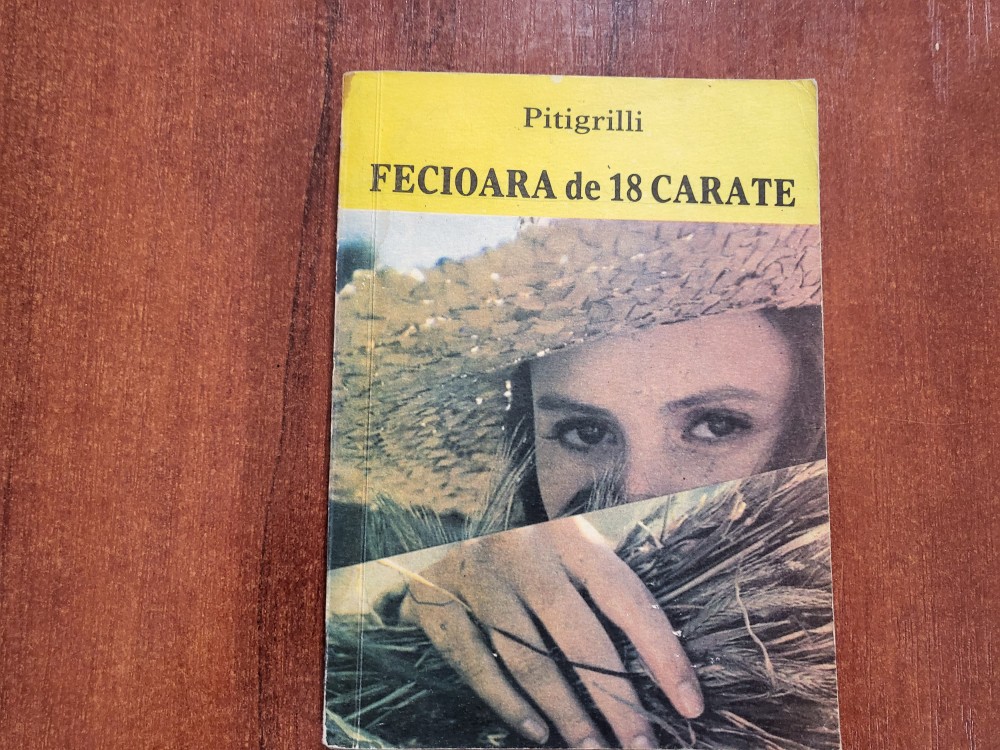 Pitigrilli
FECIOARA de 18 CARATE